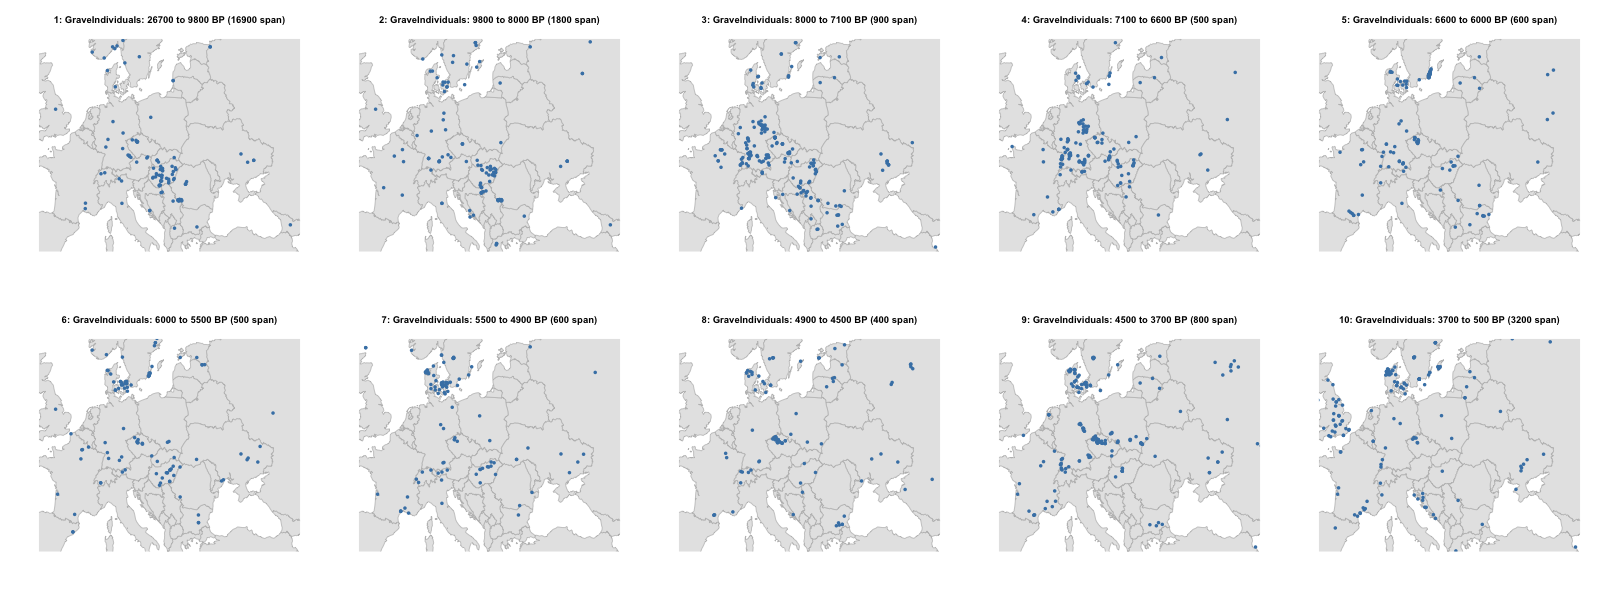 1: GraveIndividuals: 26700 to 9800 BP (16900 span)
2: GraveIndividuals: 9800 to 8000 BP (1800 span)
3: GraveIndividuals: 8000 to 7100 BP (900 span)
4: GraveIndividuals: 7100 to 6600 BP (500 span)
5: GraveIndividuals: 6600 to 6000 BP (600 span)
6: GraveIndividuals: 6000 to 5500 BP (500 span)
7: GraveIndividuals: 5500 to 4900 BP (600 span)
8: GraveIndividuals: 4900 to 4500 BP (400 span)
9: GraveIndividuals: 4500 to 3700 BP (800 span)
10: GraveIndividuals: 3700 to 500 BP (3200 span)